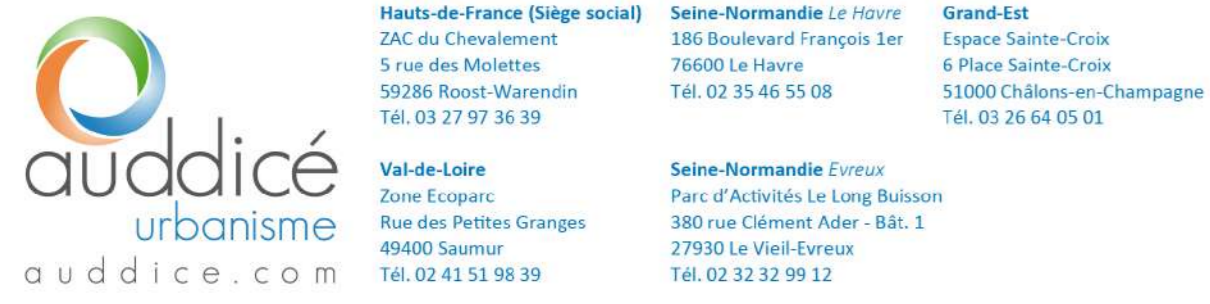 auddicé
urbanisme
auddice.com
Hauts-de-France (Siège social)
ZAC du Chevalement
5 rue des Molettes
59286 Roost-Warendin
Tél. 03 27 97 36 39
Seine-Normandie Le Havre
186 Boulevard François 1er
76600 Le Havre
Tél. 02 35 46 55 08
Grand-Est
Espace Sainte-Croix
6 Place Sainte-Croix
51000 Châlons-en-Champagne
Tél. 03 26 64 05 01
Val-de-Loire
Zone Ecoparc
Rue des Petites Granges
49400 Saumur
Tél. 02 41 51 98 39
Seine-Normandie Evreux
Parc d'Activités Le Long Buisson
380 rue Clément Ader - Bât. 1
27930 Le Vieil-Evreux
Tél. 02 32 32 99 12